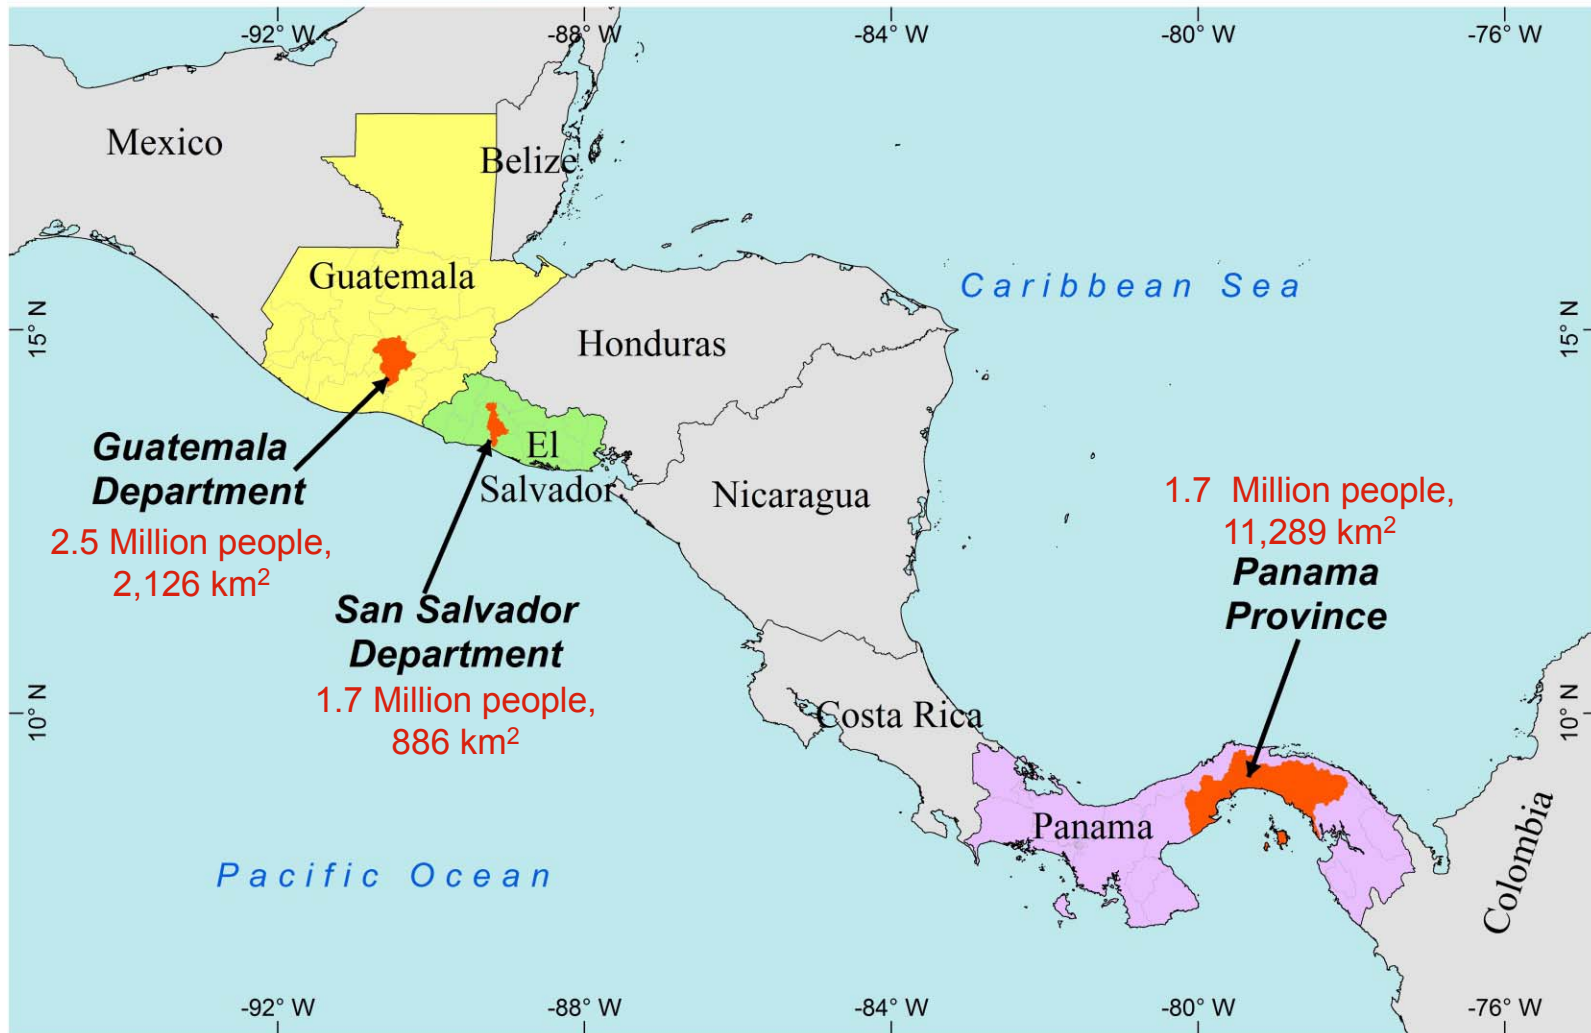 -92° W
-88° W
-84° W
-80° W
-76° W
Mexico
Belize
Guatemala
Caribbean Sea
15° N
15° N
Honduras
Guatemala
Department
2.5 Million people,
2,126 km²
El
Salvador
Nicaragua
1.7 Million people,
11,289 km²
Panama
Province
San Salvador
Department
1.7 Million people,
886 km²
10° N
10° N
Costa Rica
Panama
Colombia
Pacific Ocean
-92° W
-88° W
-84° W
-80° W
-76° W